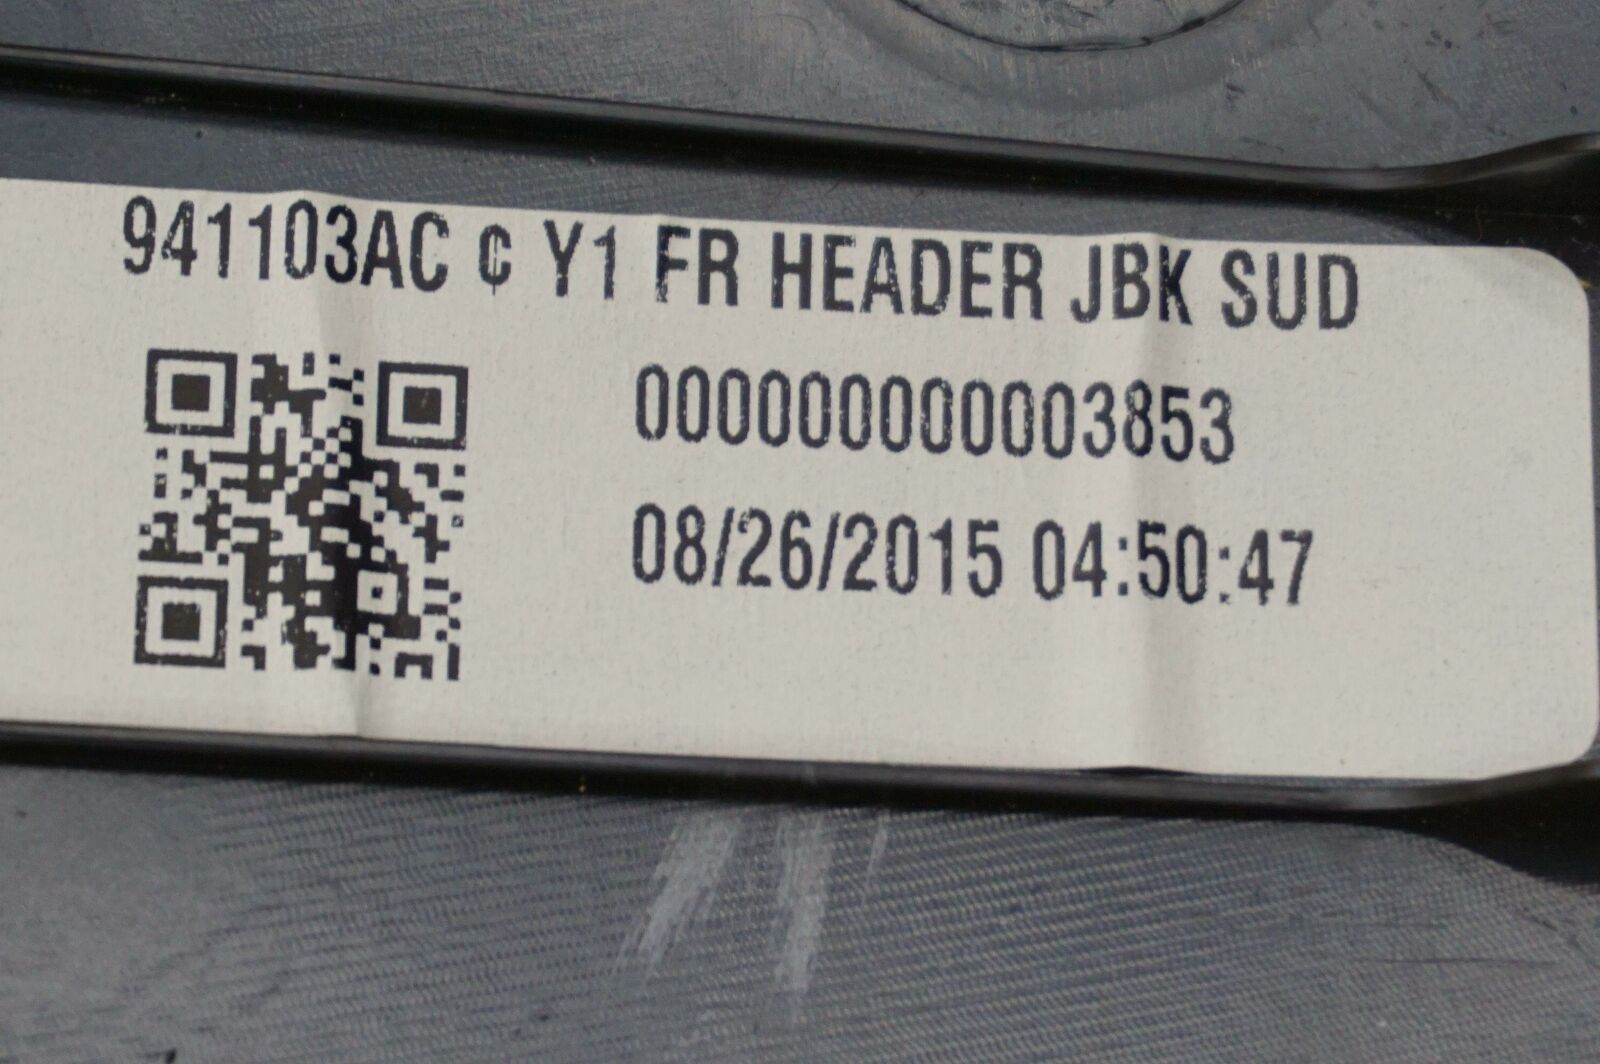 941103AC ¢ Y1 FR HEADER JBK SUD
000000000003853
08/26/2015 04:50:47